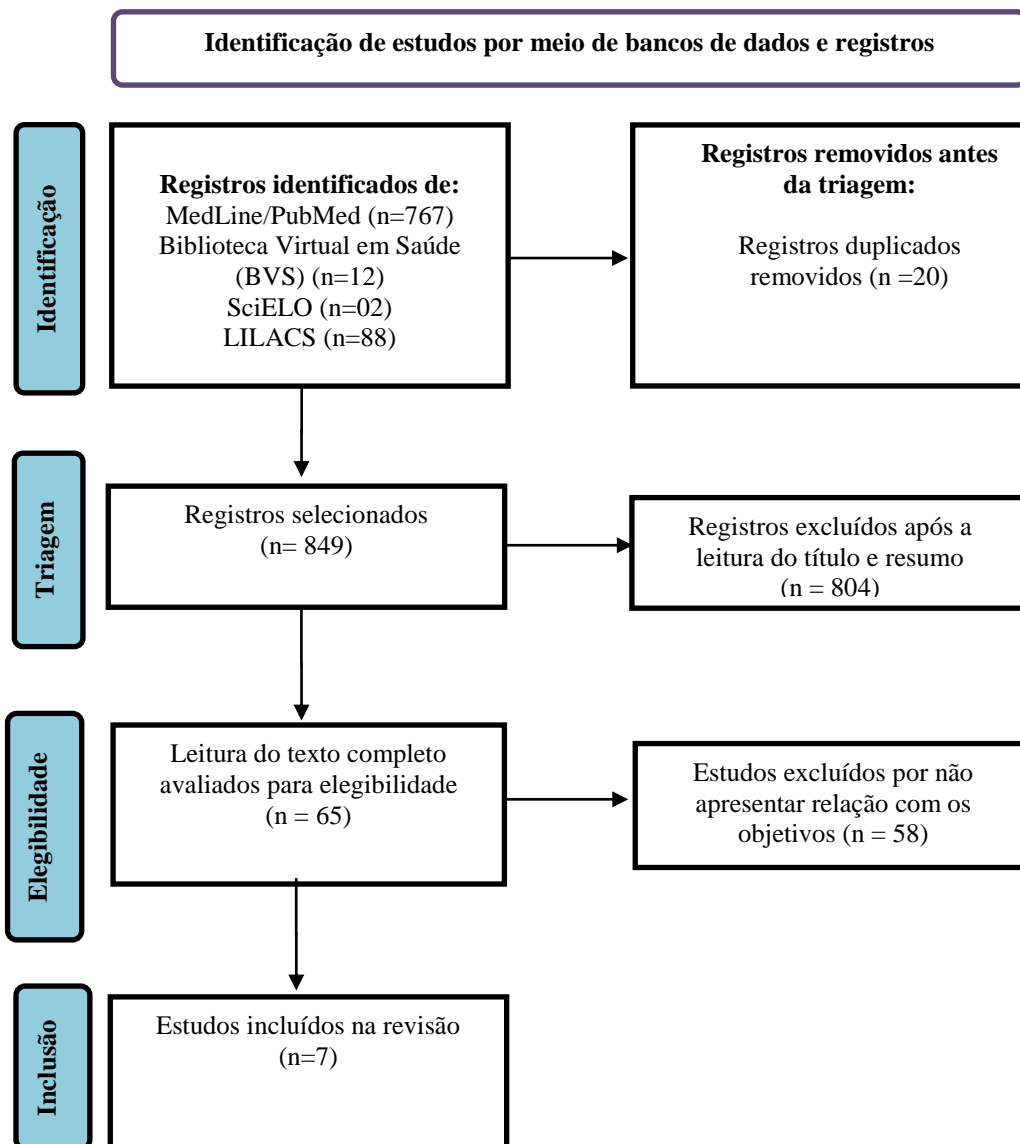 Identificação de estudos por meio de bancos de dados e registros
Identificação
Registros identificados de:
MedLine/PubMed (n=767)
Biblioteca Virtual em Saúde
(BVS) (n=12)
SciELO (n=02)
LILACS (n=88)
Registros removidos antes
da triagem:
Registros duplicados
removidos (n =20)
Triagem
Registros selecionados
(n= 849)
Registros excluídos após a
leitura do título e resumo
(n = 804)
Elegibilidade
Leitura do texto completo
avaliados para elegibilidade
(n = 65)
Estudos excluídos por não
apresentar relação com os
objetivos (n = 58)
Inclusão
Estudos incluídos na revisão
(n=7)